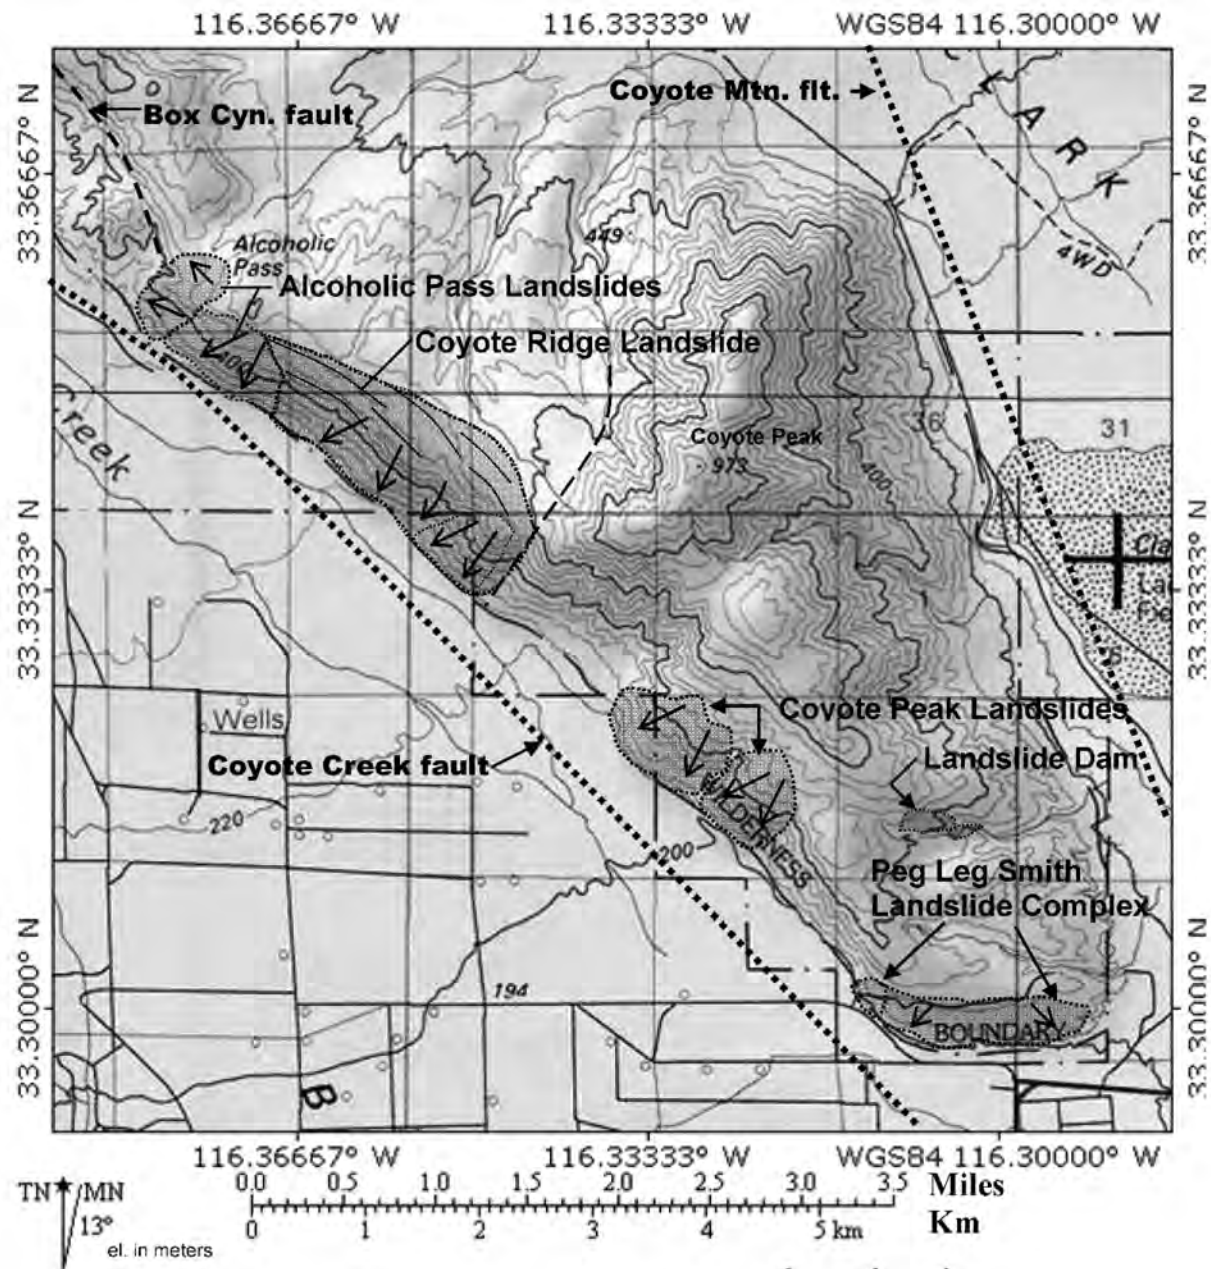 116.36667° W 116.33333° W WGS84 116.30000° W
33.36667° N
33.33333° N
33.30000° N
33.36667° N
33.33333° N
33.30000° N
Box Cyn. fault
Coyote Mtn. flt.
LARK
4WD
449
Alcoholic
Pass
Alcoholic Pass Landslides
Coyote Ridge Landslide
400
Creek
Coyote Peak
973
36
31
400
Cla
La
Fie
Wells
Coyote Creek fault
Coyote Peak Landslides
Landslide Dam
WILDERNESS
220
200
Peg Leg Smith
Landslide Complex
194
BOUNDARY
B
116.36667° W 116.33333° W WGS84 116.30000° W
TN MN
13°
el. in meters
0.0 0.5 1.0 1.5 2.0 2.5 3.0 3.5 Miles
0 1 2 3 4 5 km Km